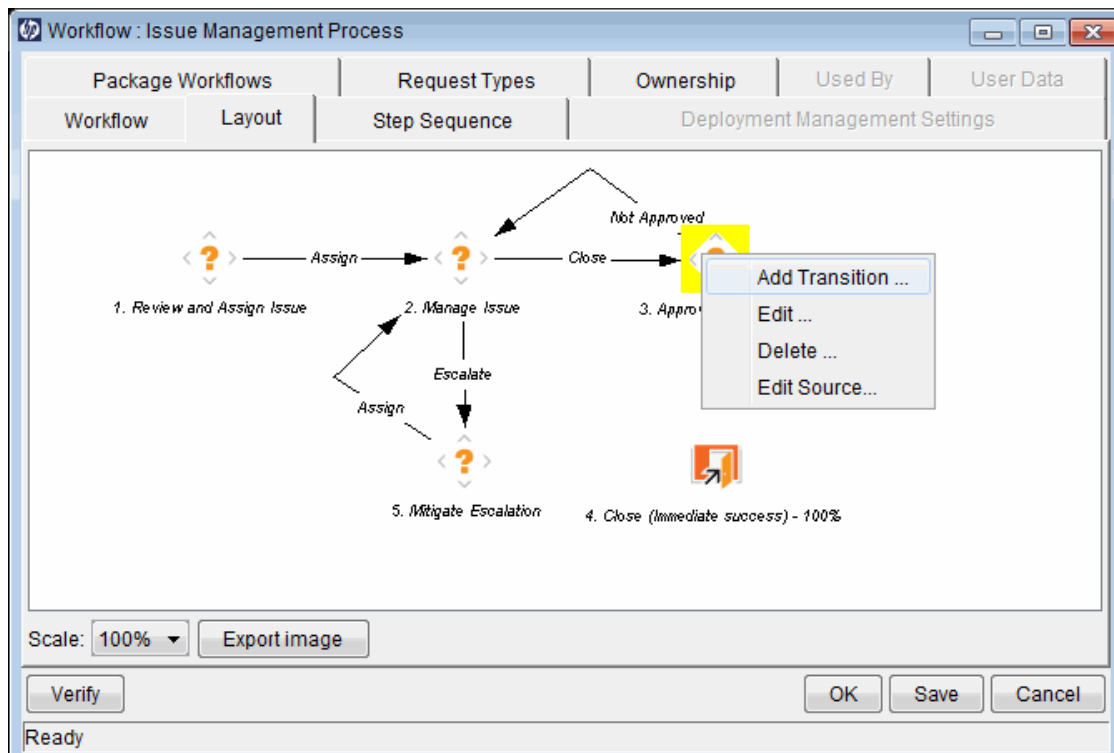 hp Workflow : Issue Management Process
Package Workflows Request Types Ownership Used By User Data
Workflow Layout Step Sequence Deployment Management Settings
Not Approved
Assign Close
1. Review and Assign Issue 2. Manage Issue 3.
Add Transition ...
Edit ...
Delete ...
Edit Source...
Escalate
Assign
5. Mitigate Escalation 4. Close (Immediate success) - 100%
Scale: 100% Export image
Verify OK Save Cancel
Ready